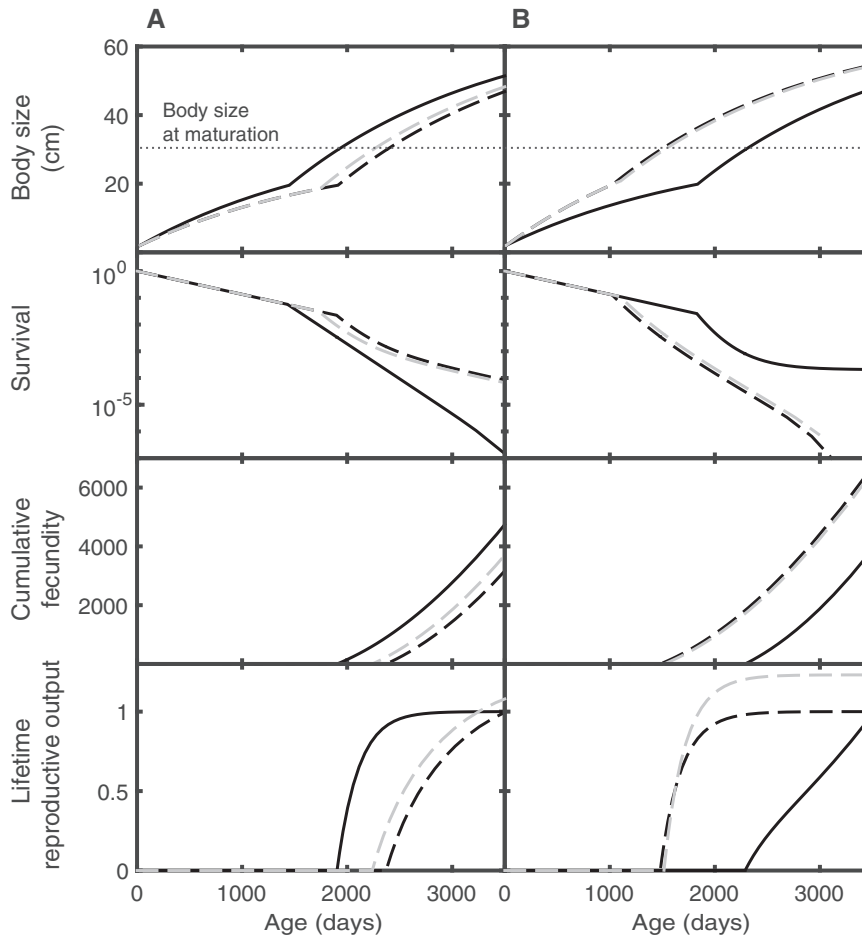 A
B
60
40
20
Body size
(cm)
Body size
at maturation
10^0
10^-5
Survival
6000
4000
2000
Cumulative
fecundity
1
0.5
0
Lifetime
reproductive output
0 1000 2000 3000 0 1000 2000 3000
Age (days) Age (days)